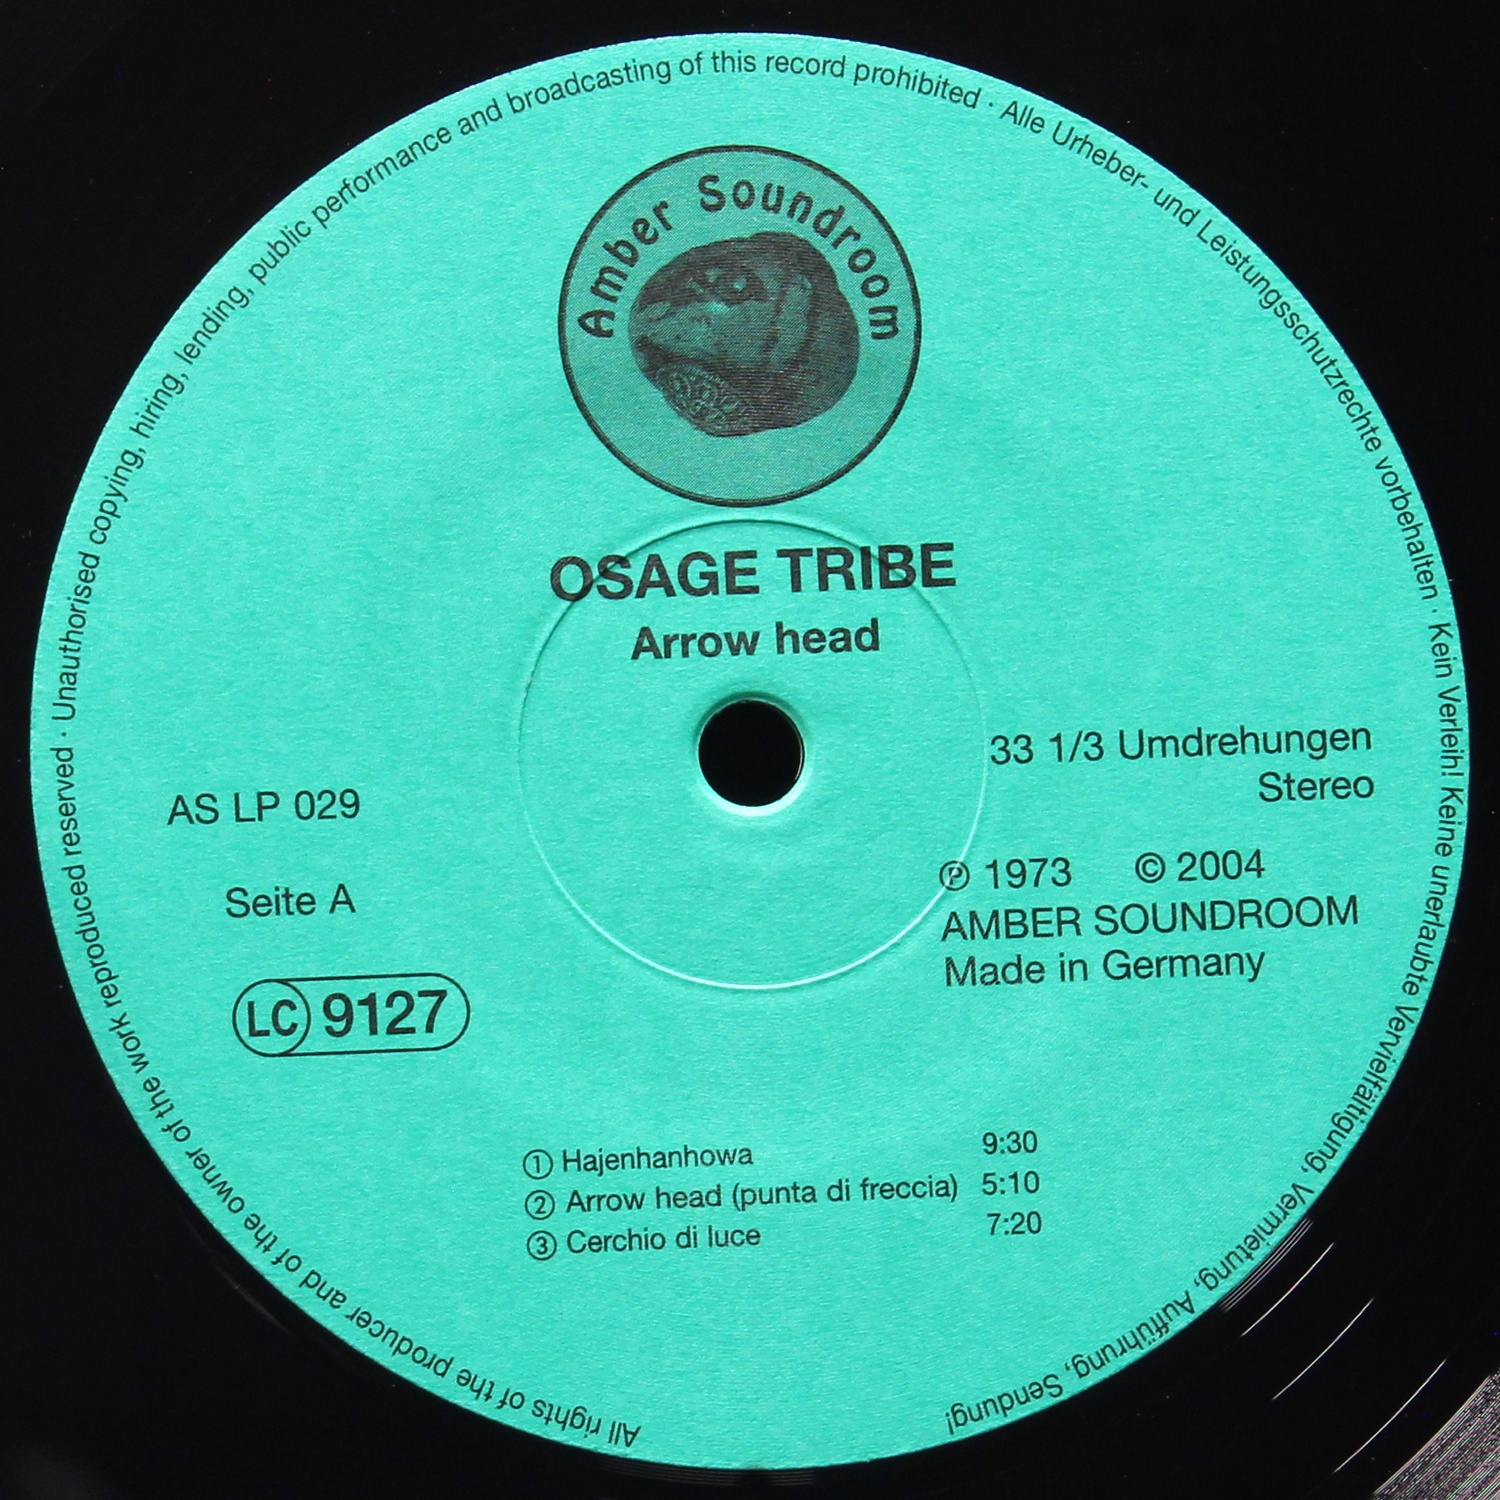 All rights of the producer and of the owner of the work reproduced reserved · Unauthorised copying, hiring, lending, public performance and broadcasting of this record prohibited · Alle Urheber- und Leistungsschutzrechte vorbehalten · Kein Verleih! Keine unerlaubte Vervielfältigung, Vermietung, Aufführung, Sendung!
Amber Soundroom
OSAGE TRIBE
Arrow head
33 1/3 Umdrehungen
Stereo
AS LP 029
Seite A
LC 9127
℗ 1973 © 2004
AMBER SOUNDROOM
Made in Germany
① Hajenhanhowa 9:30
② Arrow head (punta di freccia) 5:10
③ Cerchio di luce 7:20